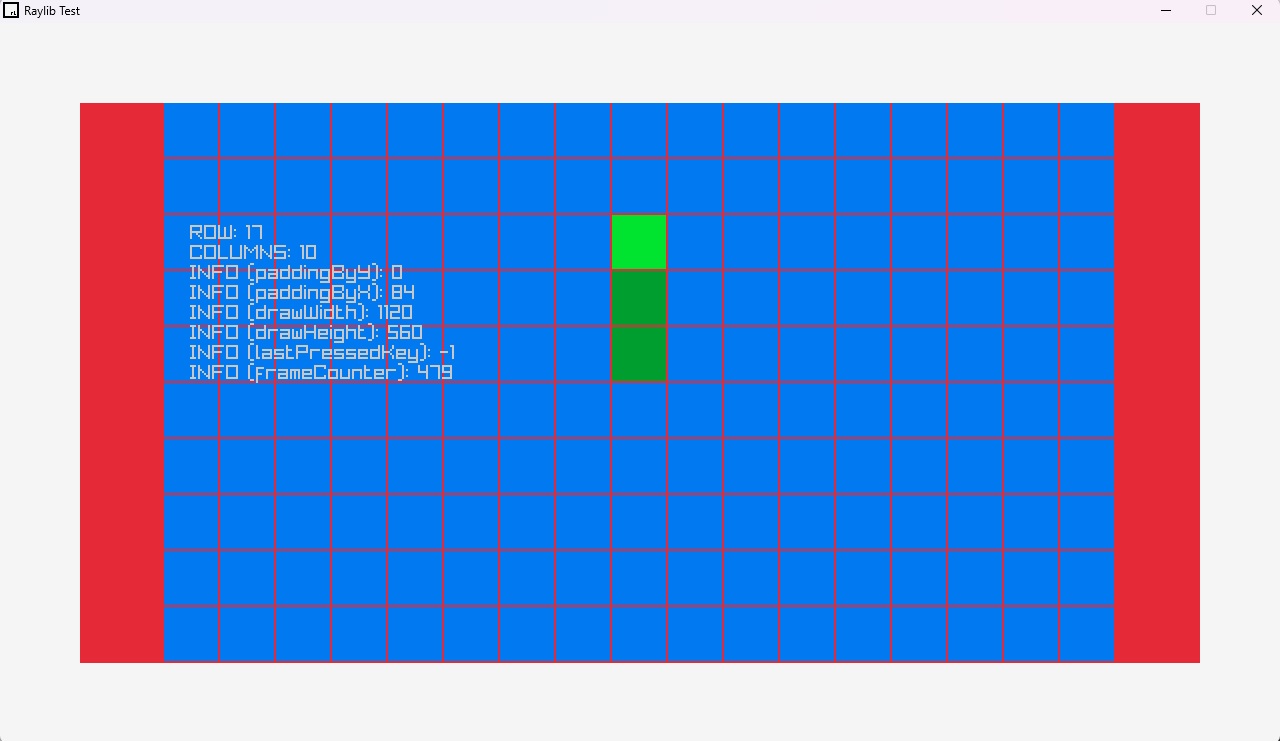 Raylib Test
ROW: 17
COLUMNS: 10
INFO (paddingByY): 0
INFO (paddingByX): 84
INFO (drawWidth): 1120
INFO (drawHeight): 560
INFO (lastPressedKey): -1
INFO (frameCounter): 479